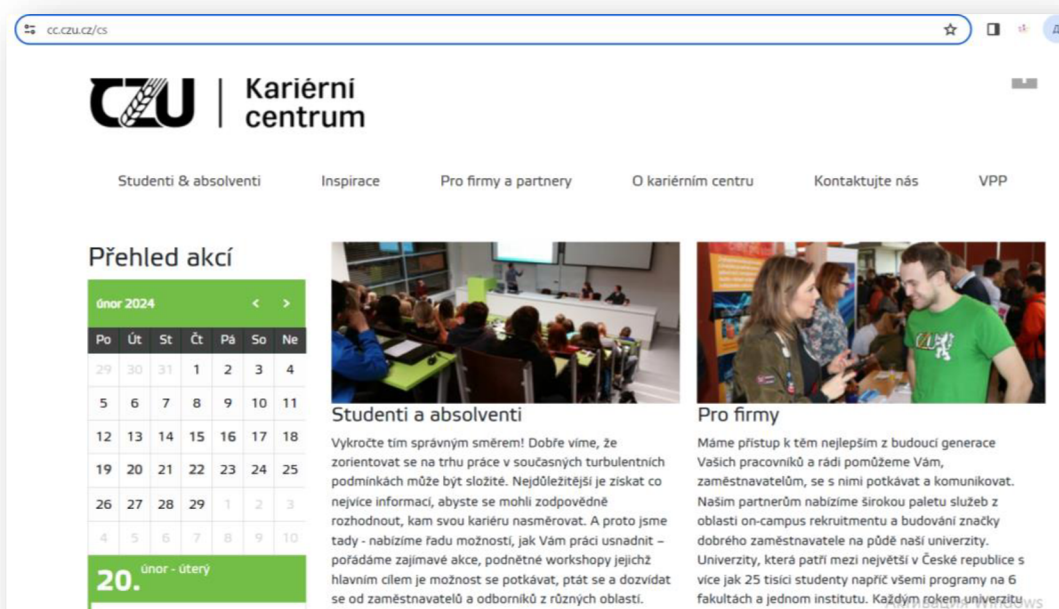 cc.czu.cz/cs
CZU
Kariérní
centrum
Studenti & absolventi Inspirace Pro firmy a partnery O kariérním centru Kontaktujte nás VPP
Přehled akcí
únor 2024 < >
Po Út St Čt Pá So Ne
29 30 31 1 2 3 4
5 6 7 8 9 10 11
12 13 14 15 16 17 18
19 20 21 22 23 24 25
26 27 28 29 1 2 3
4 5 6 7 8 9 10
20. únor - úterý
Studenti a absolventi
Vykročte tím správným směrem! Dobře víme, že
zorientovat se na trhu práce v současných turbulentních
podmínkách může být složité. Nejdůležitější je získat co
nejvíce informací, abyste se mohli zodpovědně
rozhodnout, kam svou kariéru nasměrovat. A proto jsme
tady - nabízíme řadu možností, jak Vám práci usnadnit –
pořádáme zajímavé akce, podnětné workshopy jejichž
hlavním cílem je možnost se potkávat, ptát se a dozvídat
se od zaměstnavatelů a odborníků z různých oblastí.
CZU
Pro firmy
Máme přístup k těm nejlepším z budoucí generace
Vašich pracovníků a rádi pomůžeme Vám,
zaměstnavatelům, se s nimi potkávat a komunikovat.
Našim partnerům nabízíme širokou paletu služeb z
oblasti on-campus rekruitmentu a budování značky
dobrého zaměstnavatele na půdě naší univerzity.
Univerzity, která patří mezi největší v České republice s
více jak 25 tisíci studenty napříč všemi programy na 6
fakultách a jednom institutu. Každým rokem univerzitu
Активация Windows